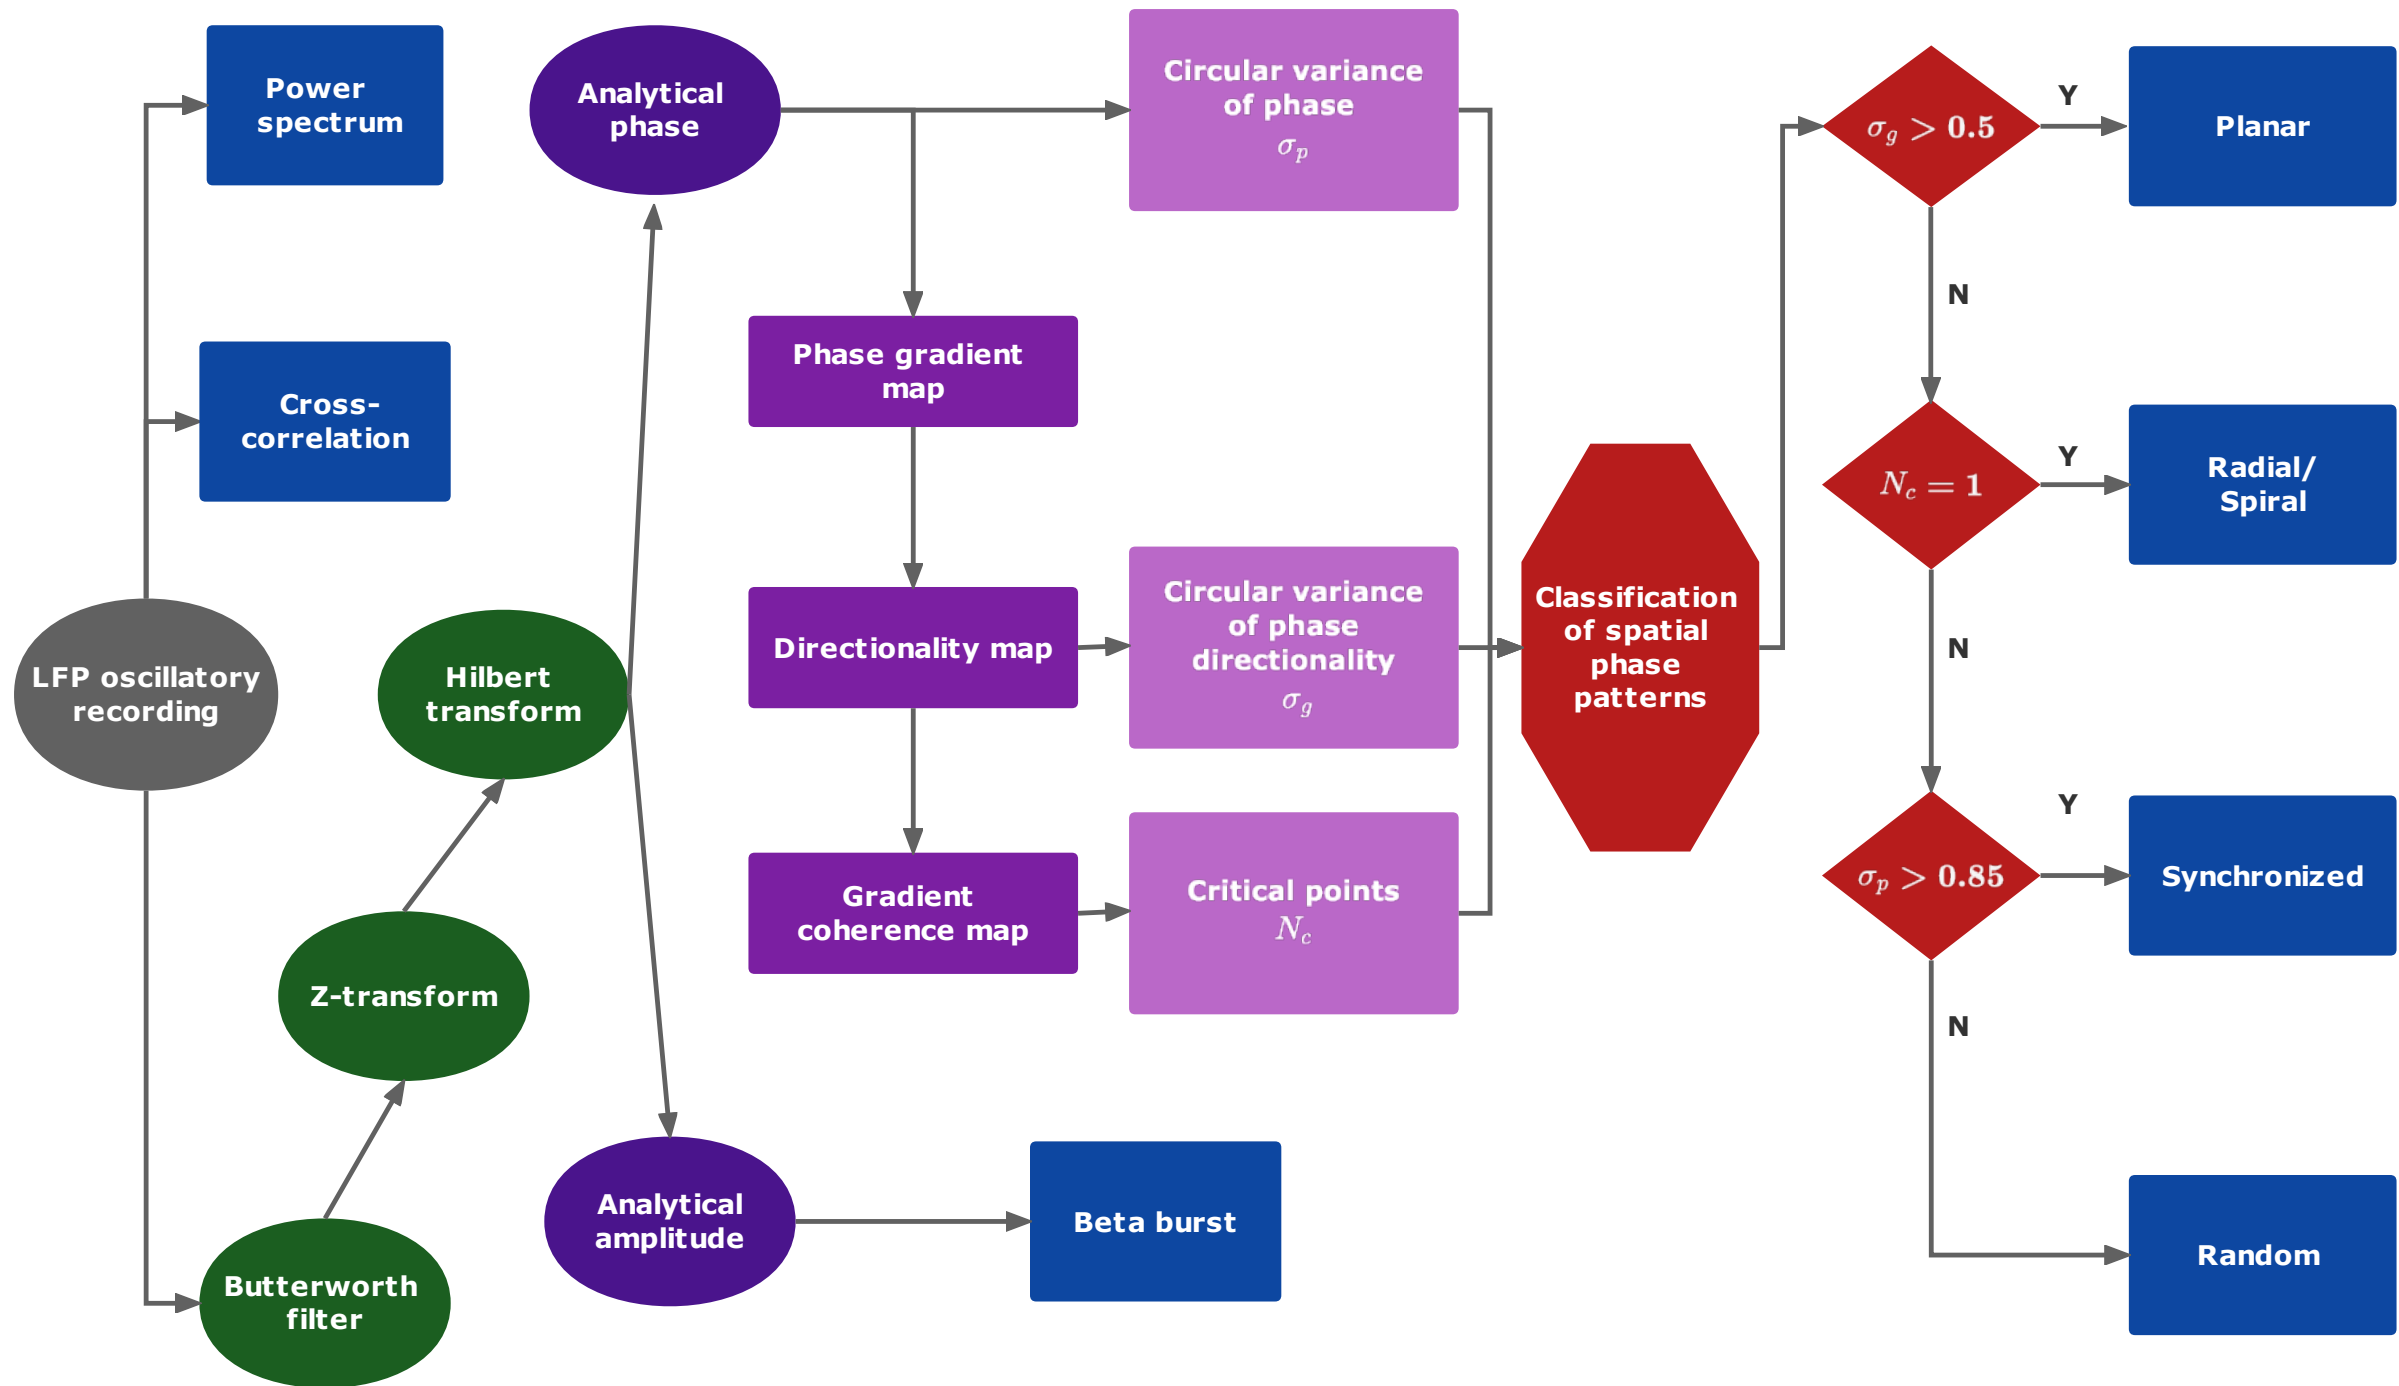 Power
spectrum
Cross-
correlation
LFP oscillatory
recording
Hilbert
transform
Z-transform
Butterworth
filter
Analytical
phase
Phase gradient
map
Directionality map
Gradient
coherence map
Analytical
amplitude
Beta burst
Circular variance
of phase
σp
Circular variance
of phase
directionality
σg
Critical points
Nc
Classification
of spatial
phase
patterns
σg > 0.5
Y
Planar
N
Nc = 1
Y
Radial/
Spiral
N
σp > 0.85
Y
Synchronized
N
Random